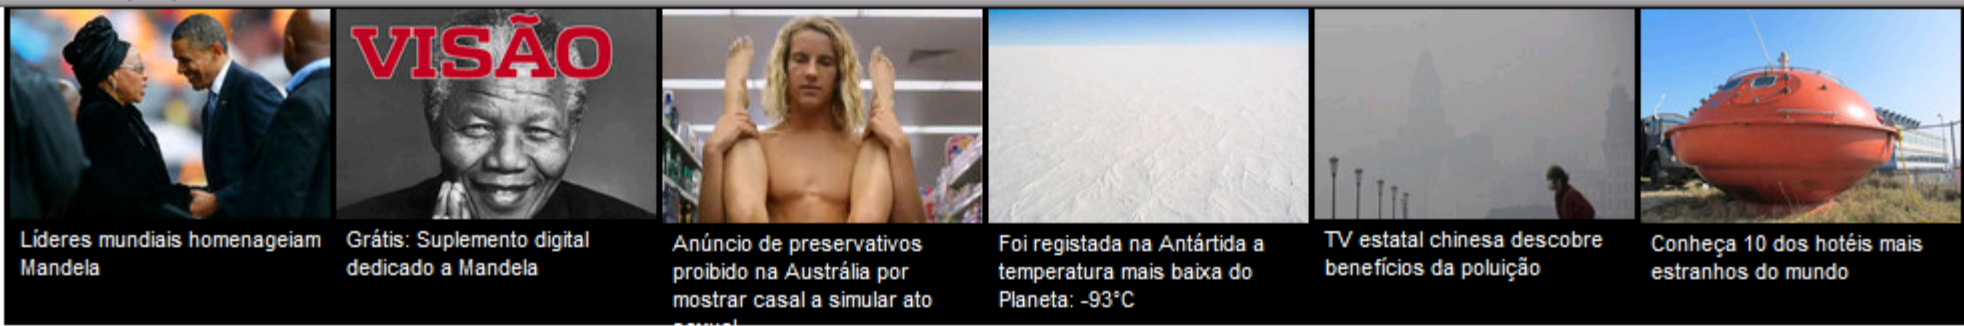 VISÃO
Líderes mundiais homenageiam
Mandela
Grátis: Suplemento digital
dedicado a Mandela
Anúncio de preservativos
proibido na Austrália por
mostrar casal a simular ato
Foi registada na Antártida a
temperatura mais baixa do
Planeta: -93°C
TV estatal chinesa descobre
benefícios da poluição
Conheça 10 dos hotéis mais
estranhos do mundo